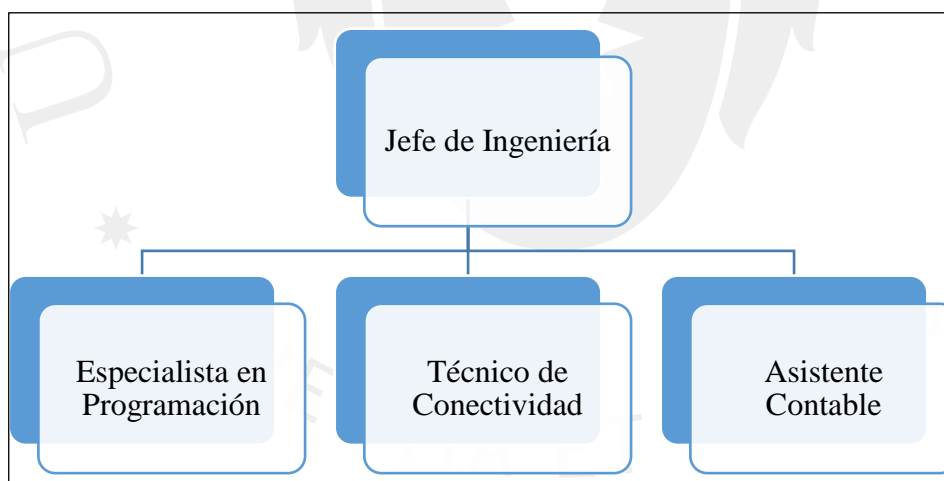 Jefe de Ingeniería
Especialista en
Programación
Técnico de
Conectividad
Asistente
Contable